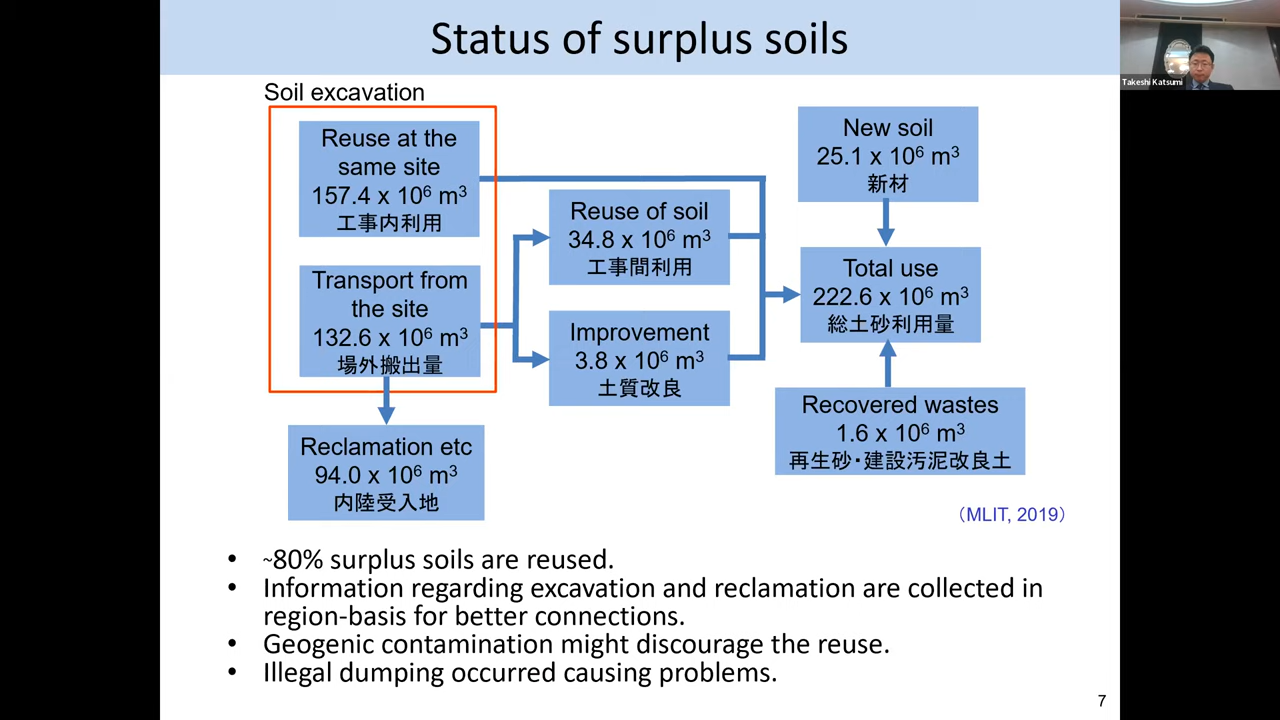 Status of surplus soils
Takeshi Katsumi
Soil excavation
Reuse at the
same site
157.4 x 10⁶ m³
工事内利用
Transport from
the site
132.6 x 10⁶ m³
場外搬出量
Reclamation etc
94.0 x 10⁶ m³
内陸受入地
Reuse of soil
34.8 x 10⁶ m³
工事間利用
Improvement
3.8 x 10⁶ m³
土質改良
New soil
25.1 x 10⁶ m³
新材
Total use
222.6 x 10⁶ m³
総土砂利用量
Recovered wastes
1.6 x 10⁶ m³
再生砂・建設汚泥改良土
（MLIT, 2019）
• ~80% surplus soils are reused.
• Information regarding excavation and reclamation are collected in
region-basis for better connections.
• Geogenic contamination might discourage the reuse.
• Illegal dumping occurred causing problems.
7